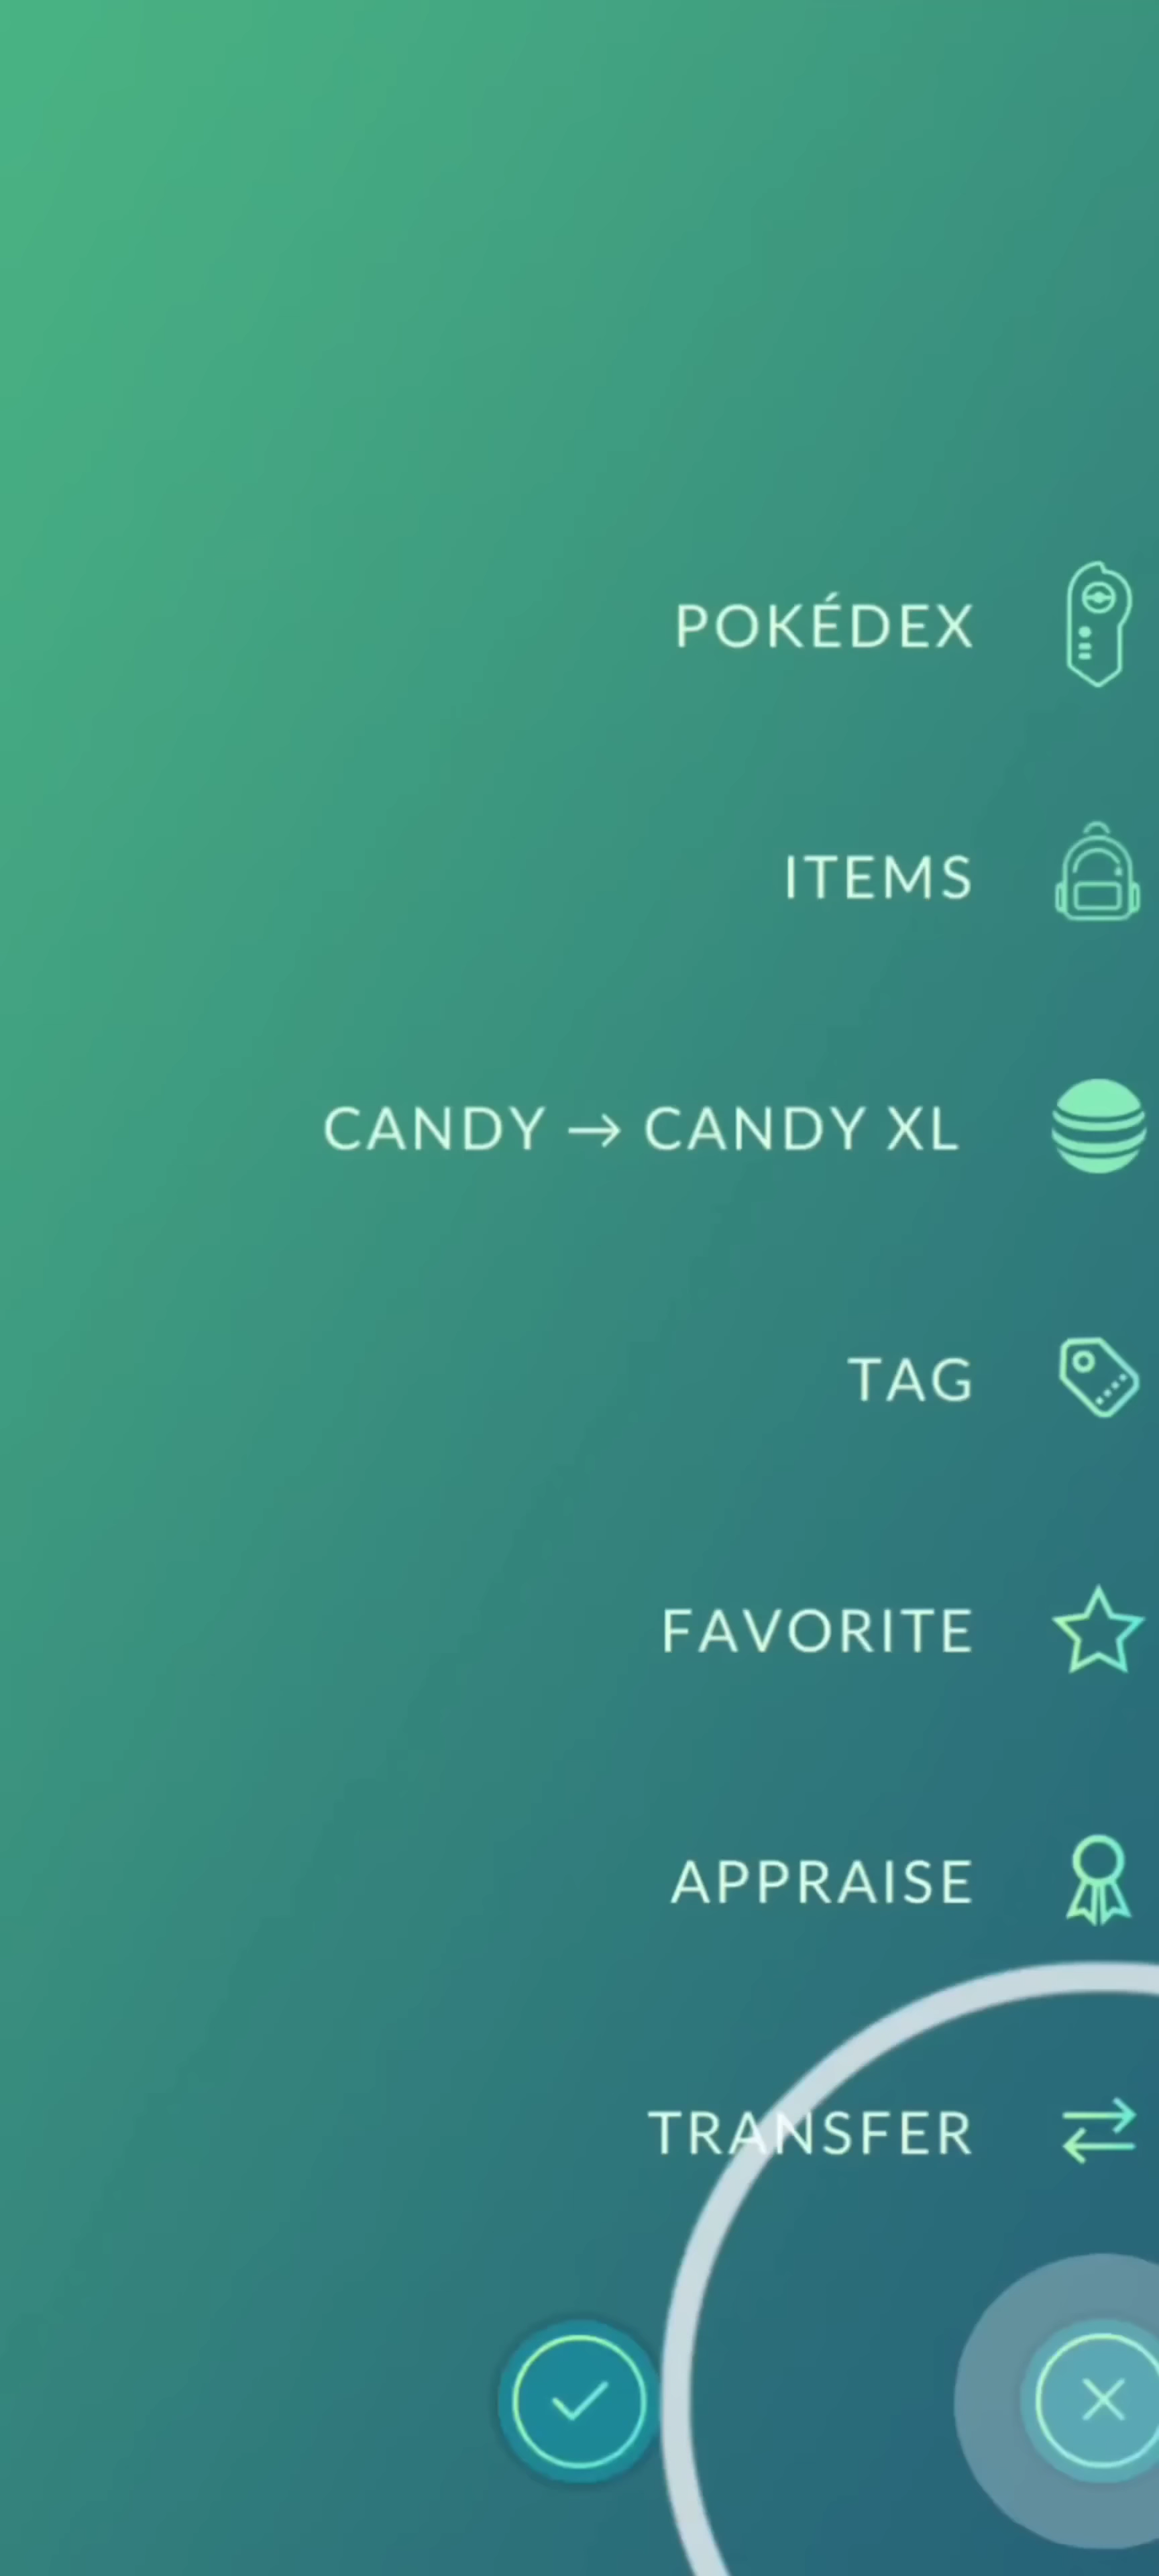 POKÉDEX
ITEMS
CANDY → CANDY XL
TAG
FAVORITE
APPRAISE
TRANSFER